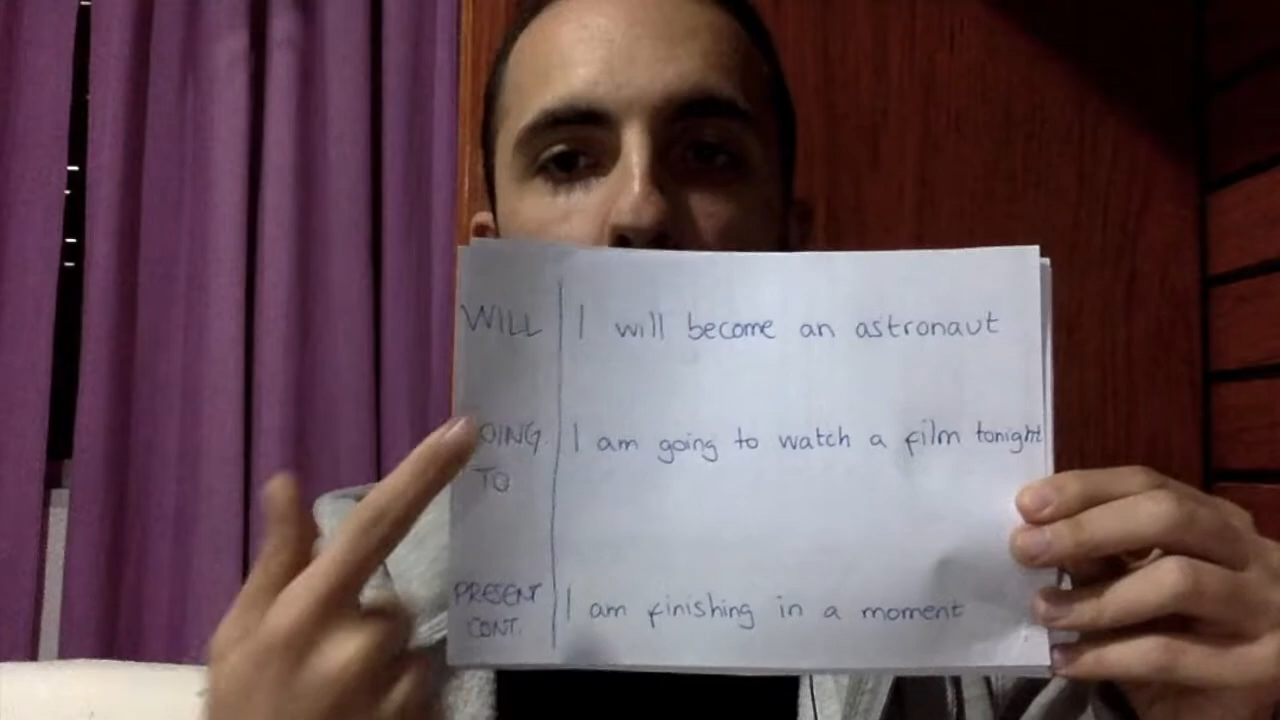 WILL I will become an astronaut
OING I am going to watch a film tonight
TO
PRESENT I am finishing in a moment
CONT.